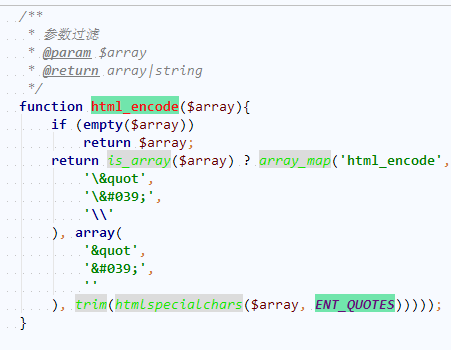 /**
 * 参数过滤
 * @param $array
 * @return array|string
 */
function html_encode($array){
    if (empty($array))
        return $array;
    return is_array($array) ? array_map('html_encode',
        '\&quot',
        '\&#039;',
        '\\'
    ), array(
        '&quot',
        '&#039;',
        ''
    ), trim(htmlspecialchars($array, ENT_QUOTES)))));
}